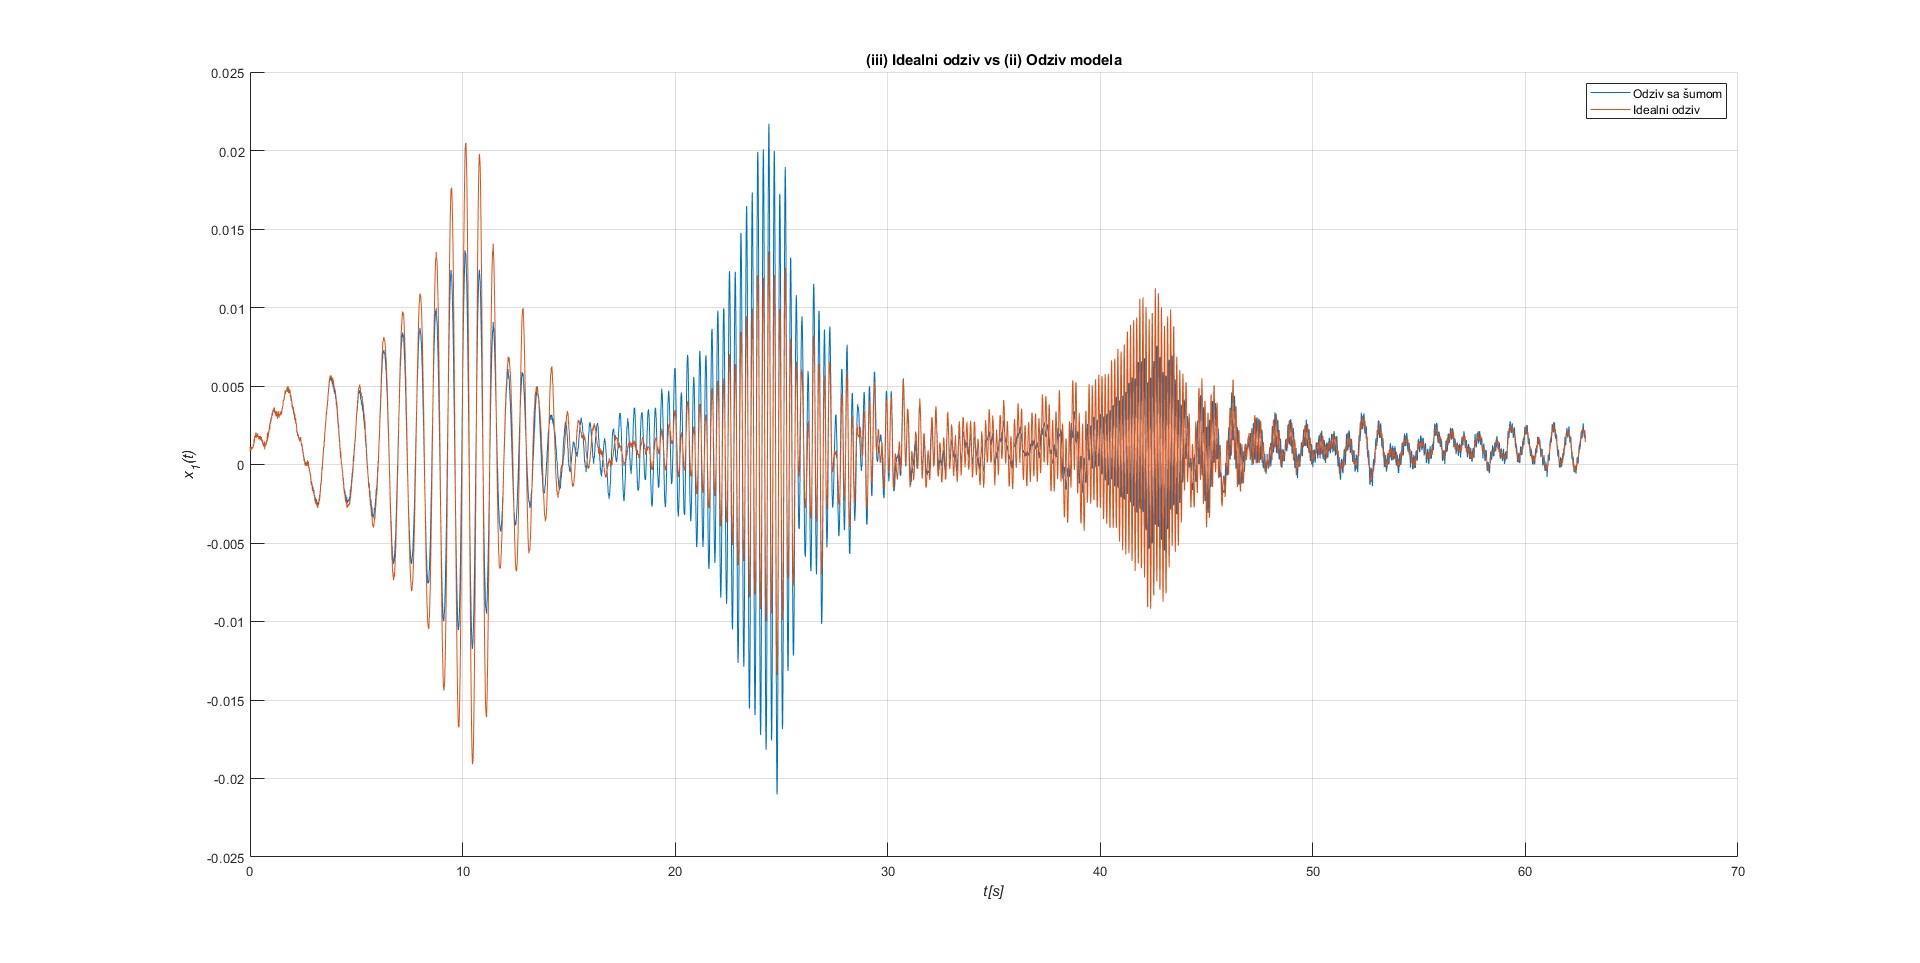 (iii) Idealni odziv vs (ii) Odziv modela
Odziv sa šumom
Idealni odziv
0.025
0.02
0.015
0.01
0.005
0
-0.005
-0.01
-0.015
-0.02
-0.025
x1(t)
0 10 20 30 40 50 60 70
t[s]